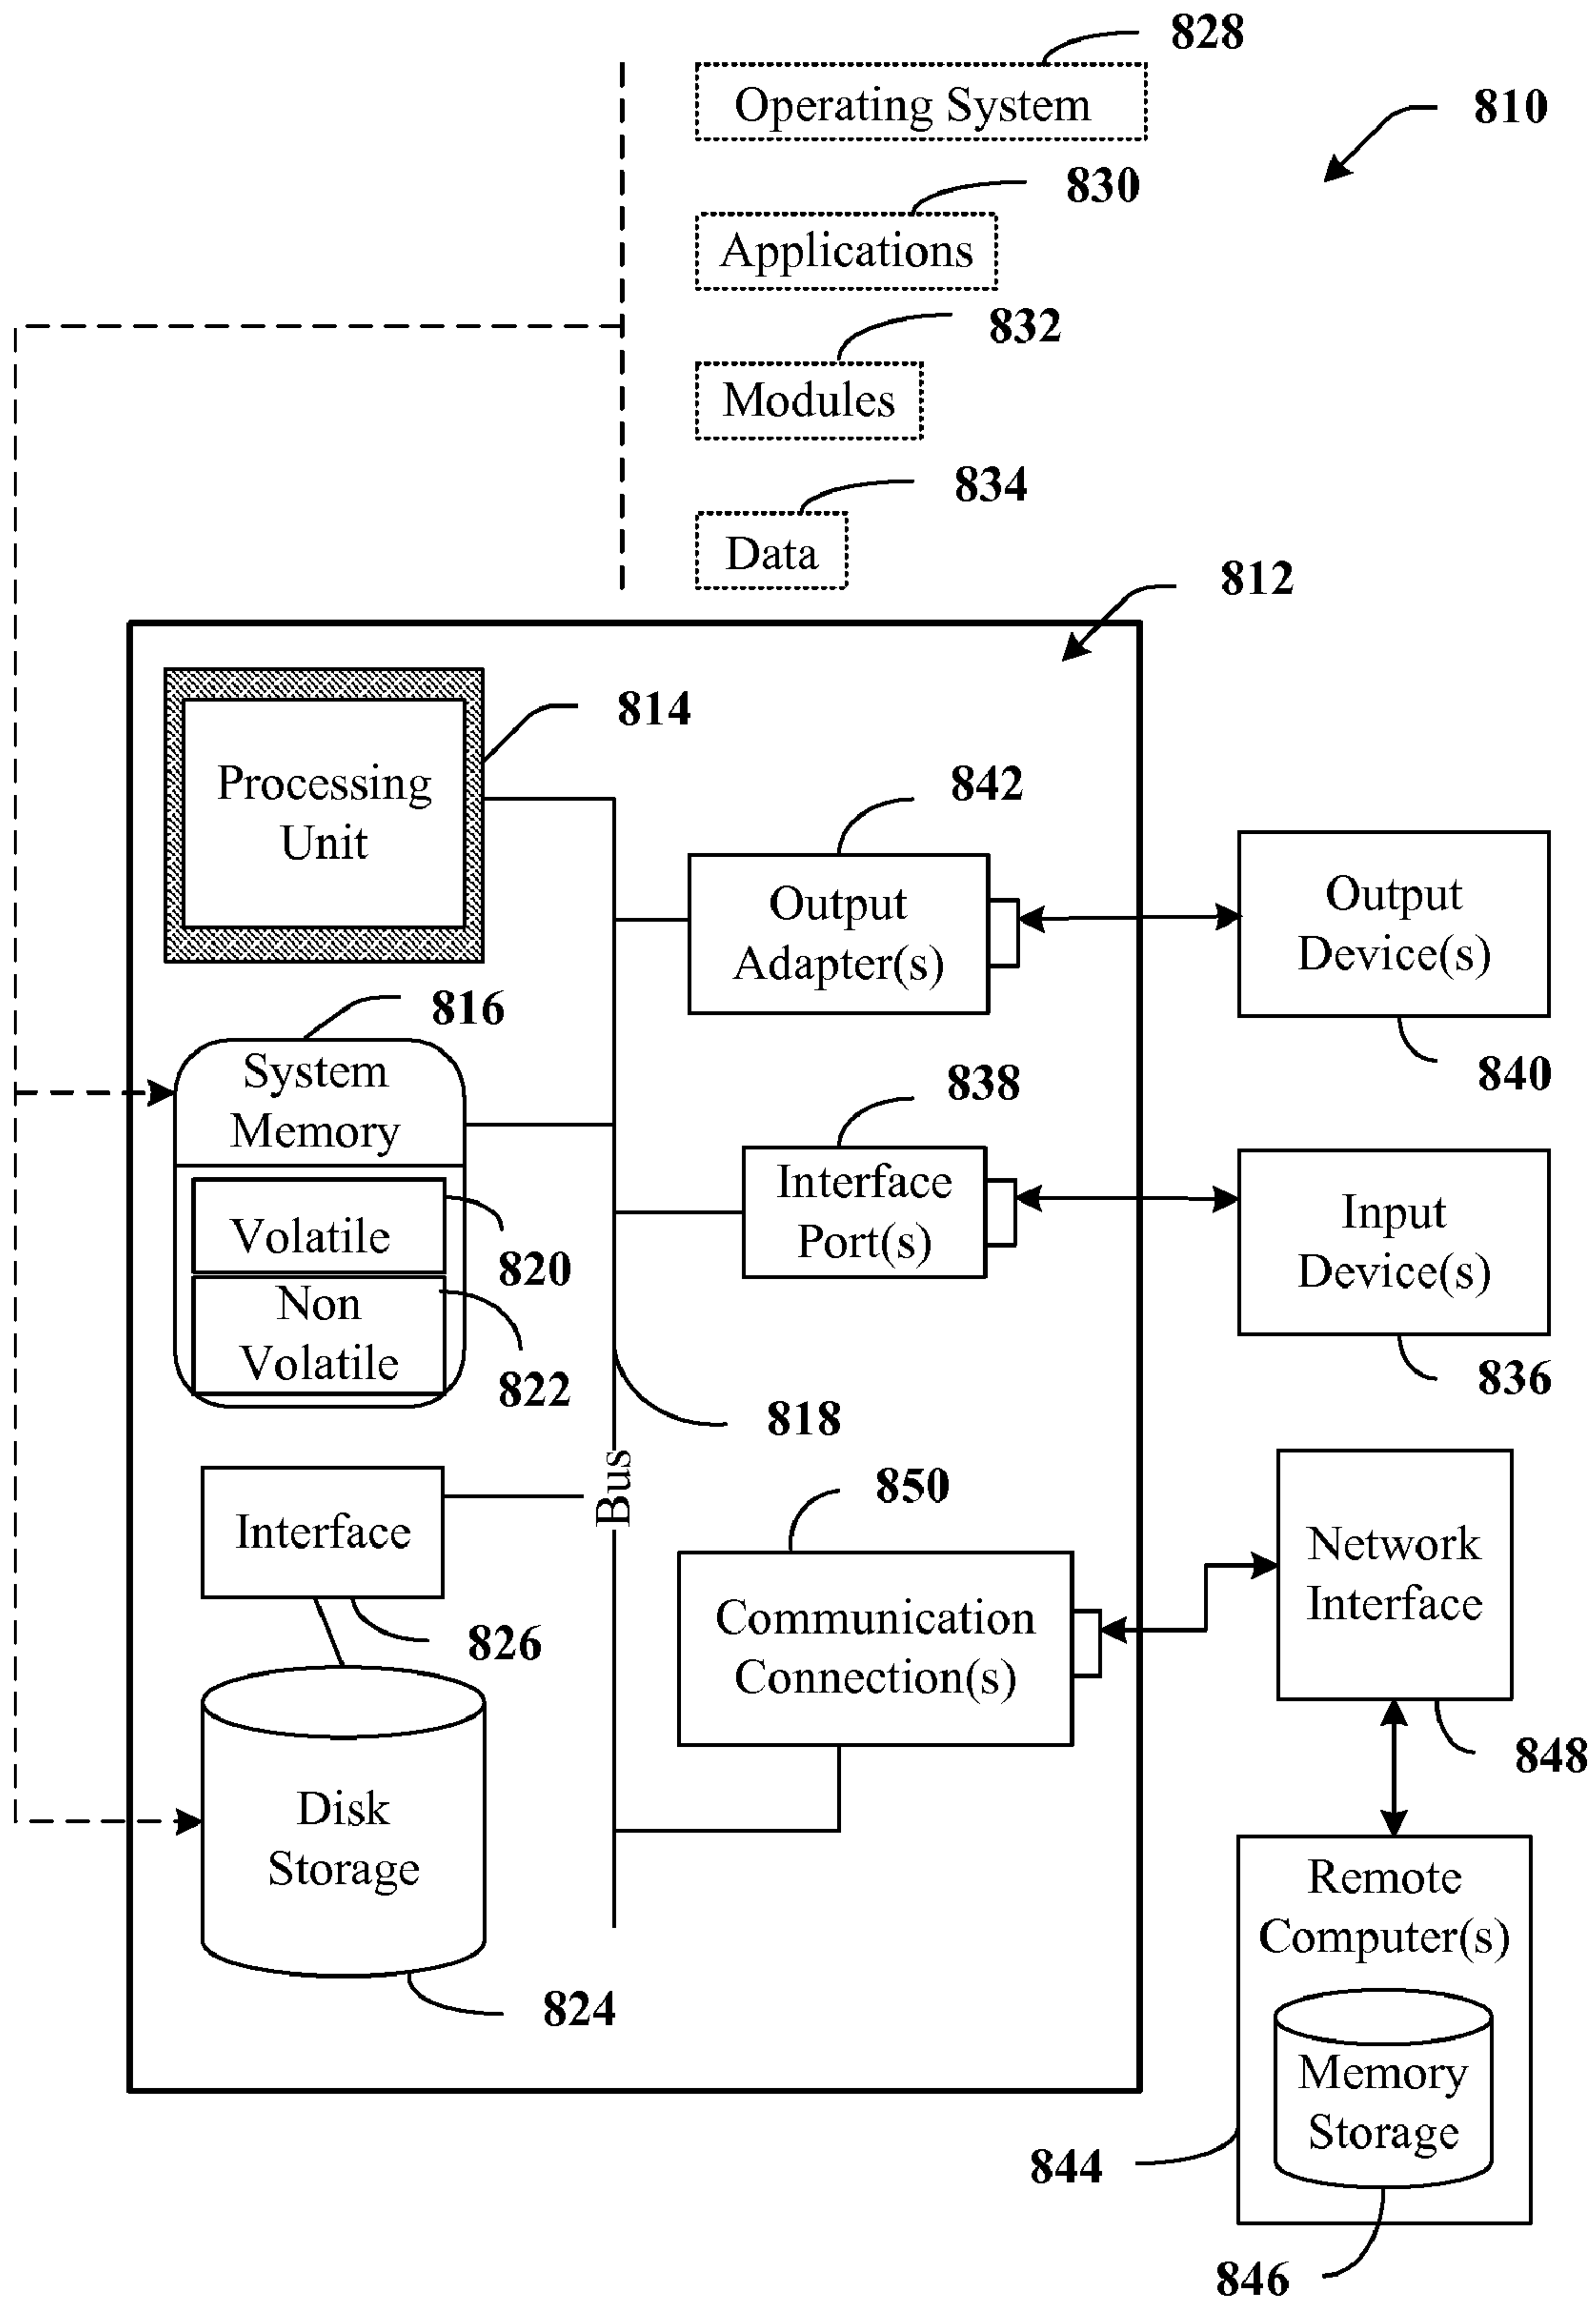 828
Operating System
810
830
Applications
832
Modules
834
Data
812
814
Processing
Unit
842
Output
Adapter(s)
Output
Device(s)
840
816
System
Memory
838
Interface
Port(s)
Input
Device(s)
836
Volatile
820
Non
Volatile
822
818
Bus
850
Interface
826
Communication
Connection(s)
Network
Interface
848
Disk
Storage
824
Remote
Computer(s)
Memory
Storage
844
846